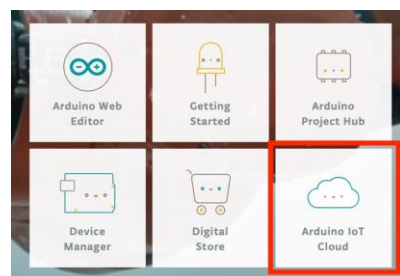 Arduino Web
Editor
Getting
Started
Arduino
Project Hub
Device
Manager
Digital
Store
Arduino IoT
Cloud